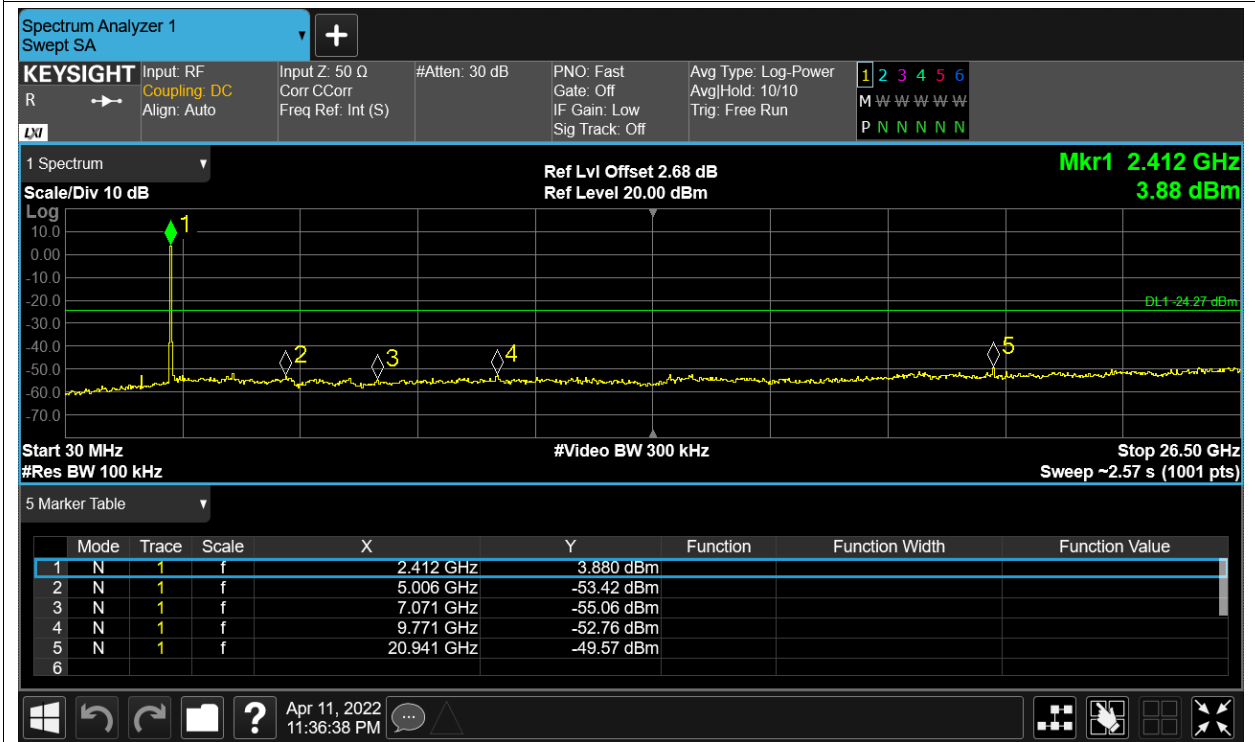 Spectrum Analyzer 1
Swept SA
KEYSIGHT
R
LXI
Input: RF
Coupling: DC
Align: Auto
Input Z: 50 Ω
Corr CCorr
Freq Ref: Int (S)
#Atten: 30 dB
PNO: Fast
Gate: Off
IF Gain: Low
Sig Track: Off
Avg Type: Log-Power
Avg|Hold: 10/10
Trig: Free Run
1 2 3 4 5 6
M W W W W W
P N N N N N
1 Spectrum
Scale/Div 10 dB
Ref Lvl Offset 2.68 dB
Ref Level 20.00 dBm
Mkr1 2.412 GHz
3.88 dBm
Log
10.0
0.00
-10.0
-20.0
-30.0
-40.0
-50.0
-60.0
-70.0
1
2
3
4
5
DL1 -24.27 dBm
Start 30 MHz
#Video BW 300 kHz
Stop 26.50 GHz
#Res BW 100 kHz
Sweep ~2.57 s (1001 pts)
5 Marker Table
Mode Trace Scale X Y Function Function Width Function Value
1 N 1 f 2.412 GHz 3.880 dBm
2 N 1 f 5.006 GHz -53.42 dBm
3 N 1 f 7.071 GHz -55.06 dBm
4 N 1 f 9.771 GHz -52.76 dBm
5 N 1 f 20.941 GHz -49.57 dBm
6
?
Apr 11, 2022
11:36:38 PM